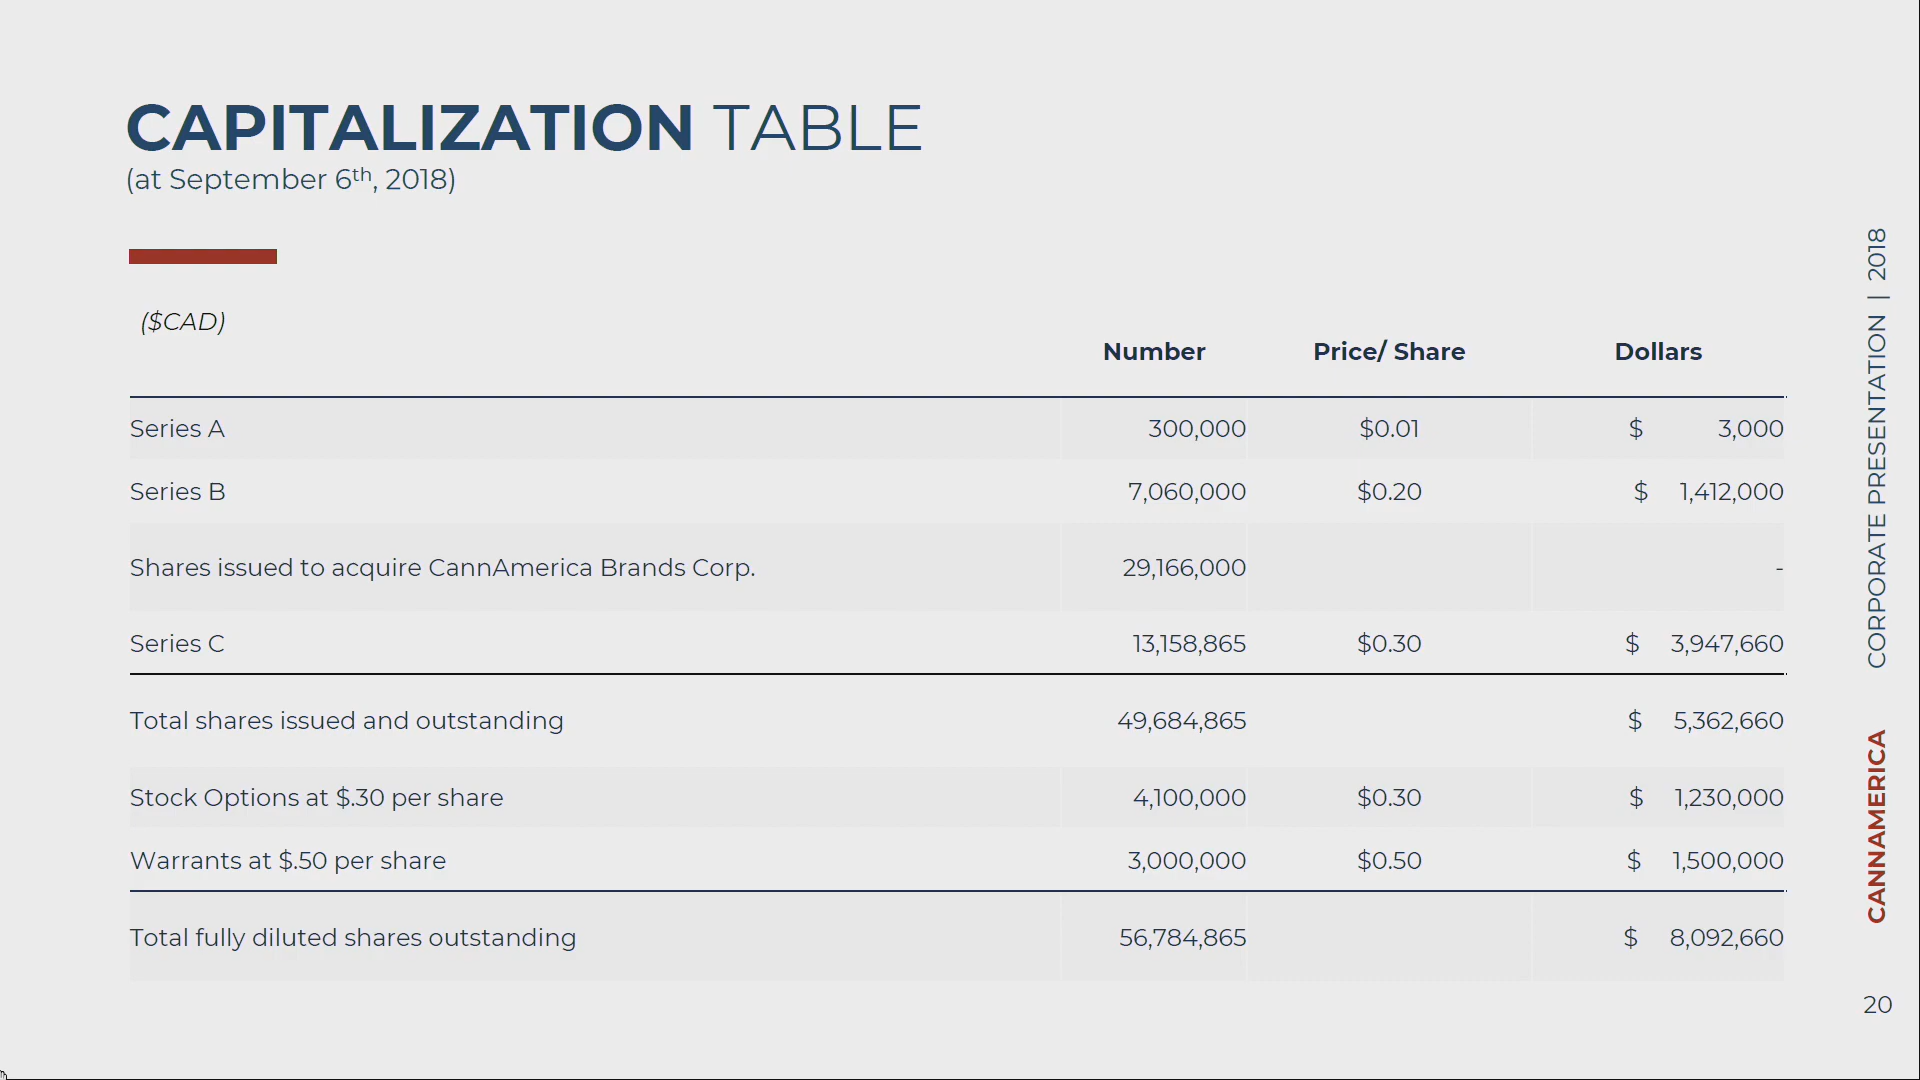 CAPITALIZATION TABLE
(at September 6th, 2018)
($CAD)
Number Price/ Share Dollars
Series A 300,000 $0.01 $ 3,000
Series B 7,060,000 $0.20 $ 1,412,000
Shares issued to acquire CannAmerica Brands Corp. 29,166,000 -
Series C 13,158,865 $0.30 $ 3,947,660
Total shares issued and outstanding 49,684,865 $ 5,362,660
Stock Options at $.30 per share 4,100,000 $0.30 $ 1,230,000
Warrants at $.50 per share 3,000,000 $0.50 $ 1,500,000
Total fully diluted shares outstanding 56,784,865 $ 8,092,660
CANNAMERICA CORPORATE PRESENTATION | 2018
20